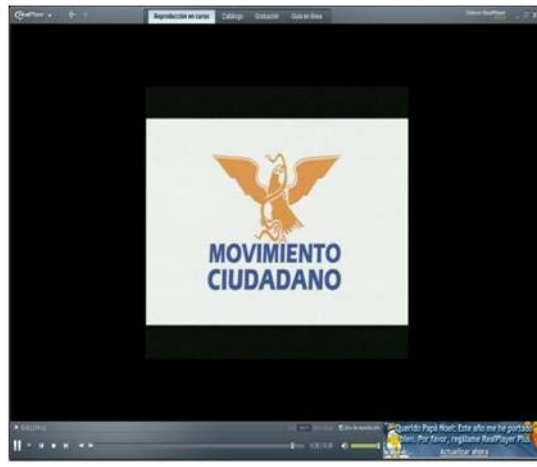 RealPlayer
Reproducción en curso Catálogo Grabación Guía en línea
MOVIMIENTO
CIUDADANO
Querido Papá Noel: Este año me he portado
bien. Por favor, regálame RealPlayer Plus
Actualizar ahora